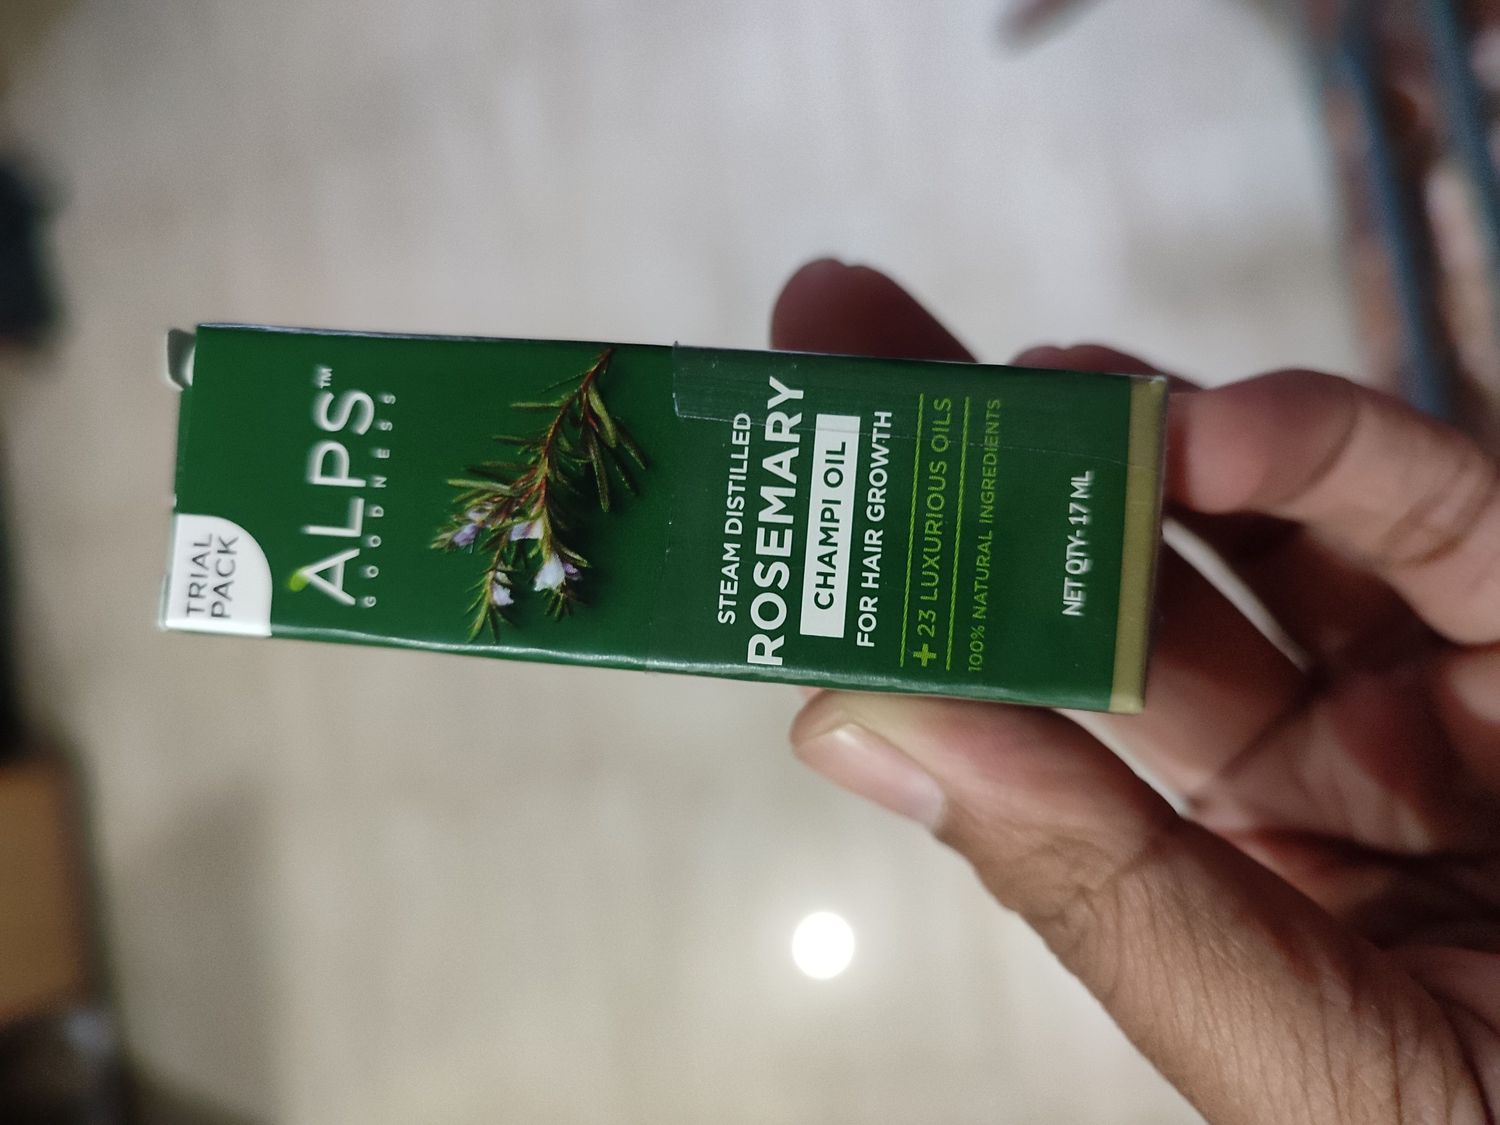 TRIAL
PACK
ALPS™
GOODNESS
STEAM DISTILLED
ROSEMARY
CHAMPI OIL
FOR HAIR GROWTH
+ 23 LUXURIOUS OILS
100% NATURAL INGREDIENTS
NET QTY- 17 ML